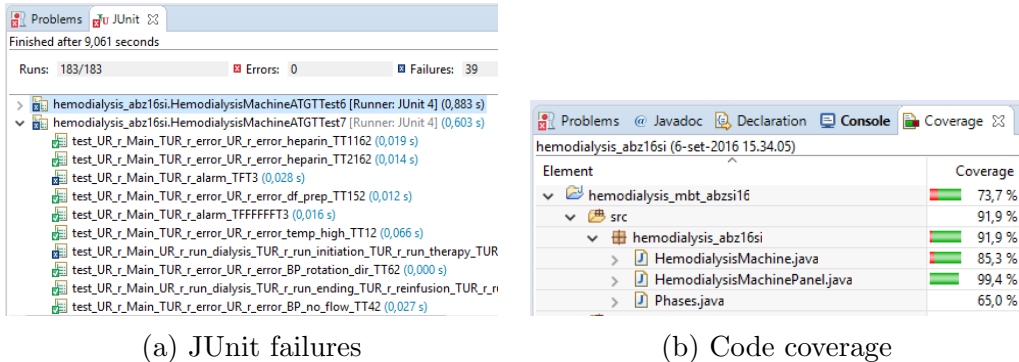 Problems JUnit
Finished after 9,061 seconds
Runs: 183/183 Errors: 0 Failures: 39
hemodialysis_abz16si.HemodialysisMachineATGTTest6 [Runner: JUnit 4] (0,883 s)
hemodialysis_abz16si.HemodialysisMachineATGTTest7 [Runner: JUnit 4] (0,603 s)
test_UR_r_Main_TUR_r_error_UR_r_error_heparin_TT1162 (0,019 s)
test_UR_r_Main_TUR_r_error_UR_r_error_heparin_TT2162 (0,014 s)
test_UR_r_Main_TUR_r_alarm_TFT3 (0,028 s)
test_UR_r_Main_TUR_r_error_UR_r_error_df_prep_TT152 (0,012 s)
test_UR_r_Main_TUR_r_alarm_TFFFFFFT3 (0,016 s)
test_UR_r_Main_TUR_r_error_UR_r_error_temp_high_TT12 (0,066 s)
test_UR_r_Main_UR_r_run_dialysis_TUR_r_run_initiation_TUR_r_run_therapy_TUR
test_UR_r_Main_TUR_r_error_UR_r_error_BP_rotation_dir_TT62 (0,000 s)
test_UR_r_Main_UR_r_run_dialysis_TUR_r_run_ending_TUR_r_reinfusion_TUR_r_ru
test_UR_r_Main_TUR_r_error_UR_r_error_BP_no_flow_TT42 (0,027 s)
(a) JUnit failures
Problems @ Javadoc Declaration Console Coverage
hemodialysis_abz16si (6-set-2016 15.34.05)
Element Coverage
hemodialysis_mbt_abzsi16 73,7 %
src 91,9 %
hemodialysis_abz16si 91,9 %
HemodialysisMachine.java 85,3 %
HemodialysisMachinePanel.java 99,4 %
Phases.java 65,0 %
(b) Code coverage